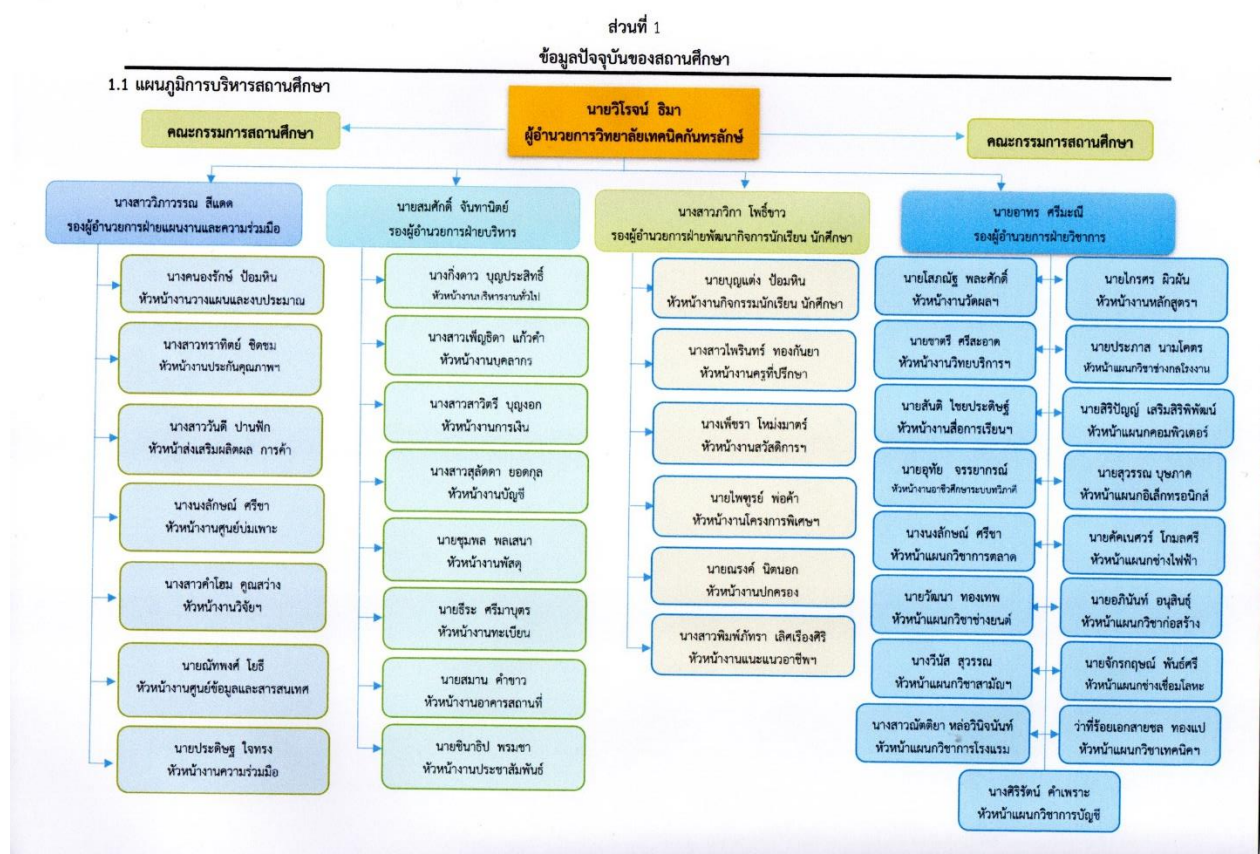 ส่วนที่ 1
ข้อมูลปัจจุบันของสถานศึกษา
1.1 แผนภูมิการบริหารสถานศึกษา
นายวิโรจน์ ธิมา
ผู้อำนวยการวิทยาลัยเทคนิคกันทรลักษ์
คณะกรรมการสถานศึกษา
คณะกรรมการสถานศึกษา
นางสาววิภาวรรณ สีแดด
รองผู้อำนวยการฝ่ายแผนงานและความร่วมมือ
นางคนองรักษ์ ป้อมหิน
หัวหน้างานวางแผนและงบประมาณ
นางสาวทราทิตย์ ชิดชม
หัวหน้างานประกันคุณภาพฯ
นางสาววันดี ปานฟัก
หัวหน้าส่งเสริมผลิตผล การค้า
นางนงลักษณ์ ศรีชา
หัวหน้างานศูนย์บ่มเพาะ
นางสาวคำโฮม คูณสว่าง
หัวหน้างานวิจัยฯ
นายณัทพงศ์ โยธี
หัวหน้างานศูนย์ข้อมูลและสารสนเทศ
นายประดิษฐ ใจทรง
หัวหน้างานความร่วมมือ
นายสมศักดิ์ จันทานิตย์
รองผู้อำนวยการฝ่ายบริหาร
นางกิ่งดาว บุญประสิทธิ์
หัวหน้างานบริหารงานทั่วไป
นางสาวเพ็ญธิดา แก้วคำ
หัวหน้างานบุคลากร
นางสาวสาวิตรี บุญงอก
หัวหน้างานการเงิน
นางสาวสุลัดดา ยอดกุล
หัวหน้างานบัญชี
นายชุมพล พลเสนา
หัวหน้างานพัสดุ
นายธีระ ศรีมาบุตร
หัวหน้างานทะเบียน
นายสมาน คำขาว
หัวหน้างานอาคารสถานที่
นายชินาธิป พรมชา
หัวหน้างานประชาสัมพันธ์
นางสาวภวิกา โพธิ์ขาว
รองผู้อำนวยการฝ่ายพัฒนากิจการนักเรียน นักศึกษา
นายบุญแต่ง ป้อมหิน
หัวหน้างานกิจกรรมนักเรียน นักศึกษา
นางสาวไพรินทร์ ทองกันยา
หัวหน้างานครูที่ปรึกษา
นางเพ็ชรา โหม่งมาตร์
หัวหน้างานสวัสดิการฯ
นายไพฑูรย์ พ่อค้า
หัวหน้างานโครงการพิเศษฯ
นายณรงค์ นิตนอก
หัวหน้างานปกครอง
นางสาวพิมพ์ภัทรา เลิศเรืองศิริ
หัวหน้างานแนะแนวอาชีพฯ
นายอาทร ศรีมะณี
รองผู้อำนวยการฝ่ายวิชาการ
นายโสภณัฐ พละศักดิ์
หัวหน้างานวัดผลฯ
นายไกรศร ผิวผัน
หัวหน้างานหลักสูตรฯ
นายชาตรี ศรีสะอาด
หัวหน้างานวิทยบริการฯ
นายประภาส นามโคตร
หัวหน้าแผนกวิชาช่างกลโรงงาน
นายสันติ ไชยประดิษฐ์
หัวหน้างานสื่อการเรียนฯ
นายสิริปัญญ์ เสริมสิริพิพัฒน์
หัวหน้าแผนกคอมพิวเตอร์
นายอุทัย จรรยากรณ์
หัวหน้างานอาชีวศึกษาระบบทวิภาคี
นายสุวรรณ บุษภาค
หัวหน้าแผนกอิเล็กทรอนิกส์
นางนงลักษณ์ ศรีชา
หัวหน้าแผนกวิชาการตลาด
นายคัคเนศวร์ โกมลศรี
หัวหน้าแผนกช่างไฟฟ้า
นายวัฒนา ทองเทพ
หัวหน้าแผนกวิชาช่างยนต์
นายอภินันท์ อนุสินธุ์
หัวหน้าแผนกวิชาก่อสร้าง
นางวีนัส สุวรรณ
หัวหน้าแผนกวิชาสามัญฯ
นายจักรกฤษณ์ พันธ์ศรี
หัวหน้าแผนกช่างเชื่อมโลหะ
นางสาวณัตติยา หล่อวินิจนันท์
หัวหน้าแผนกวิชาการโรงแรม
ว่าที่ร้อยเอกสายชล ทองแป
หัวหน้าแผนกวิชาเทคนิคฯ
นางศิริรัตน์ คำเพราะ
หัวหน้าแผนกวิชาการบัญชี